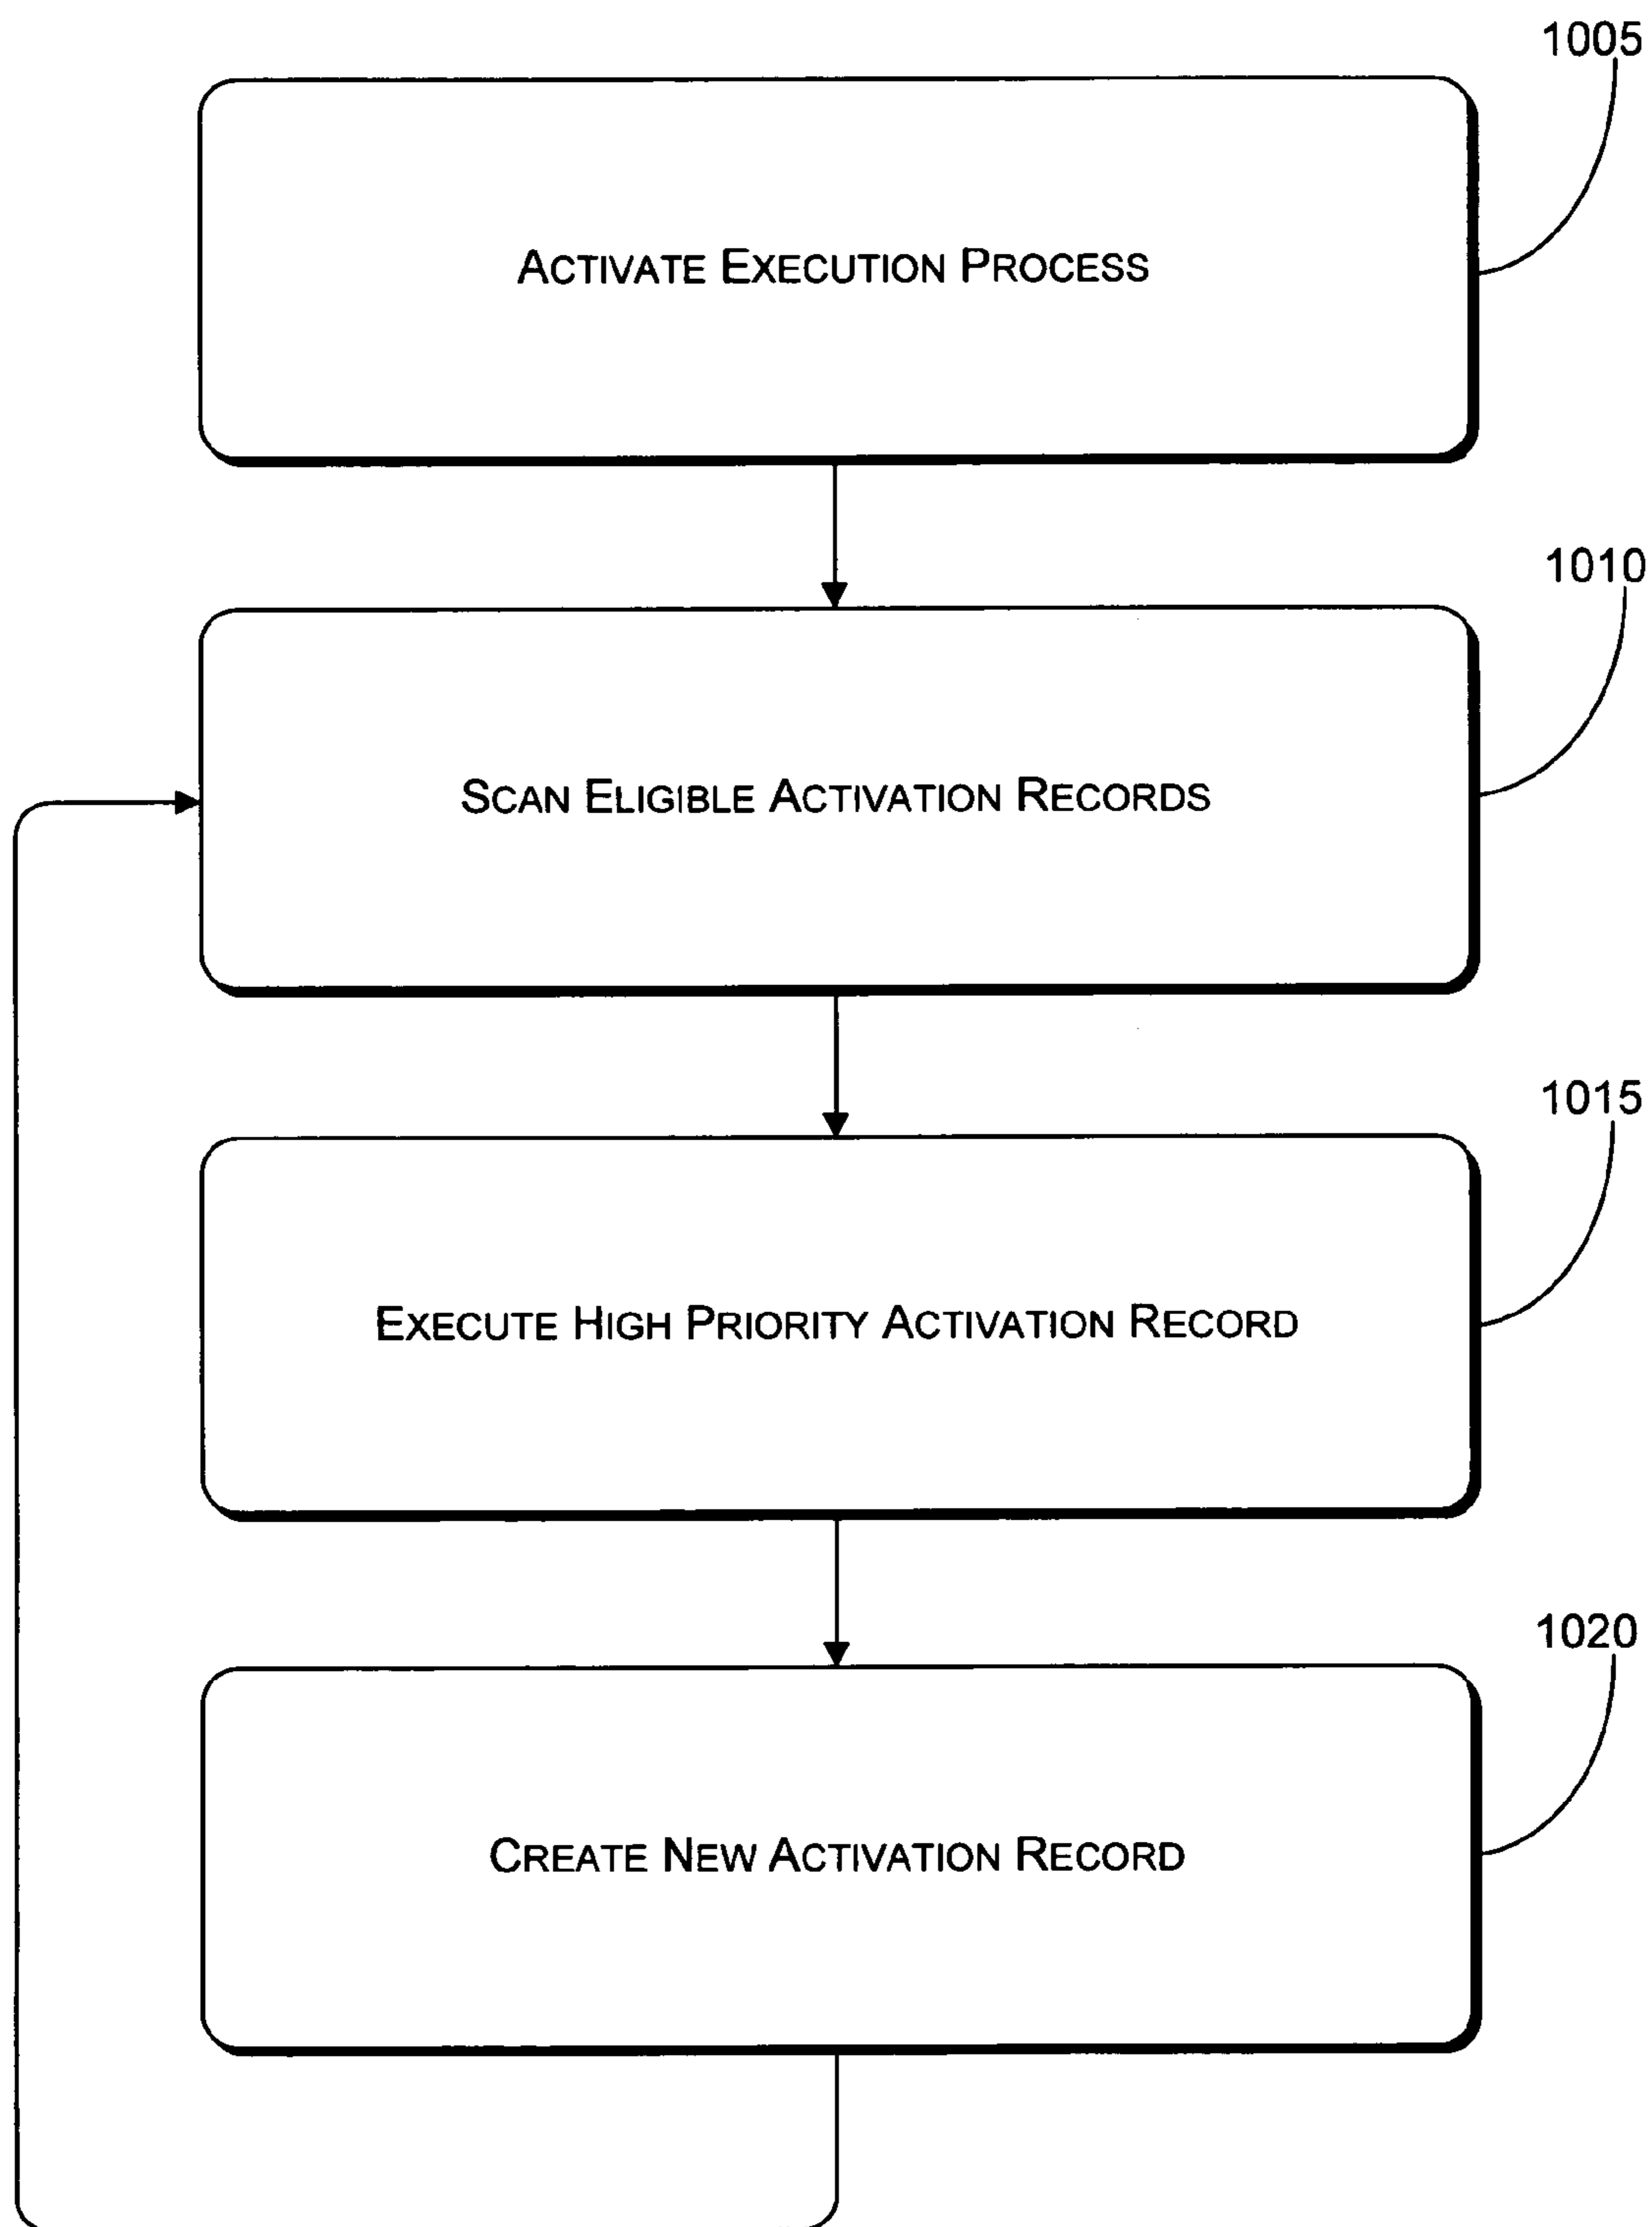 1005
ACTIVATE EXECUTION PROCESS
1010
SCAN ELIGIBLE ACTIVATION RECORDS
1015
EXECUTE HIGH PRIORITY ACTIVATION RECORD
1020
CREATE NEW ACTIVATION RECORD